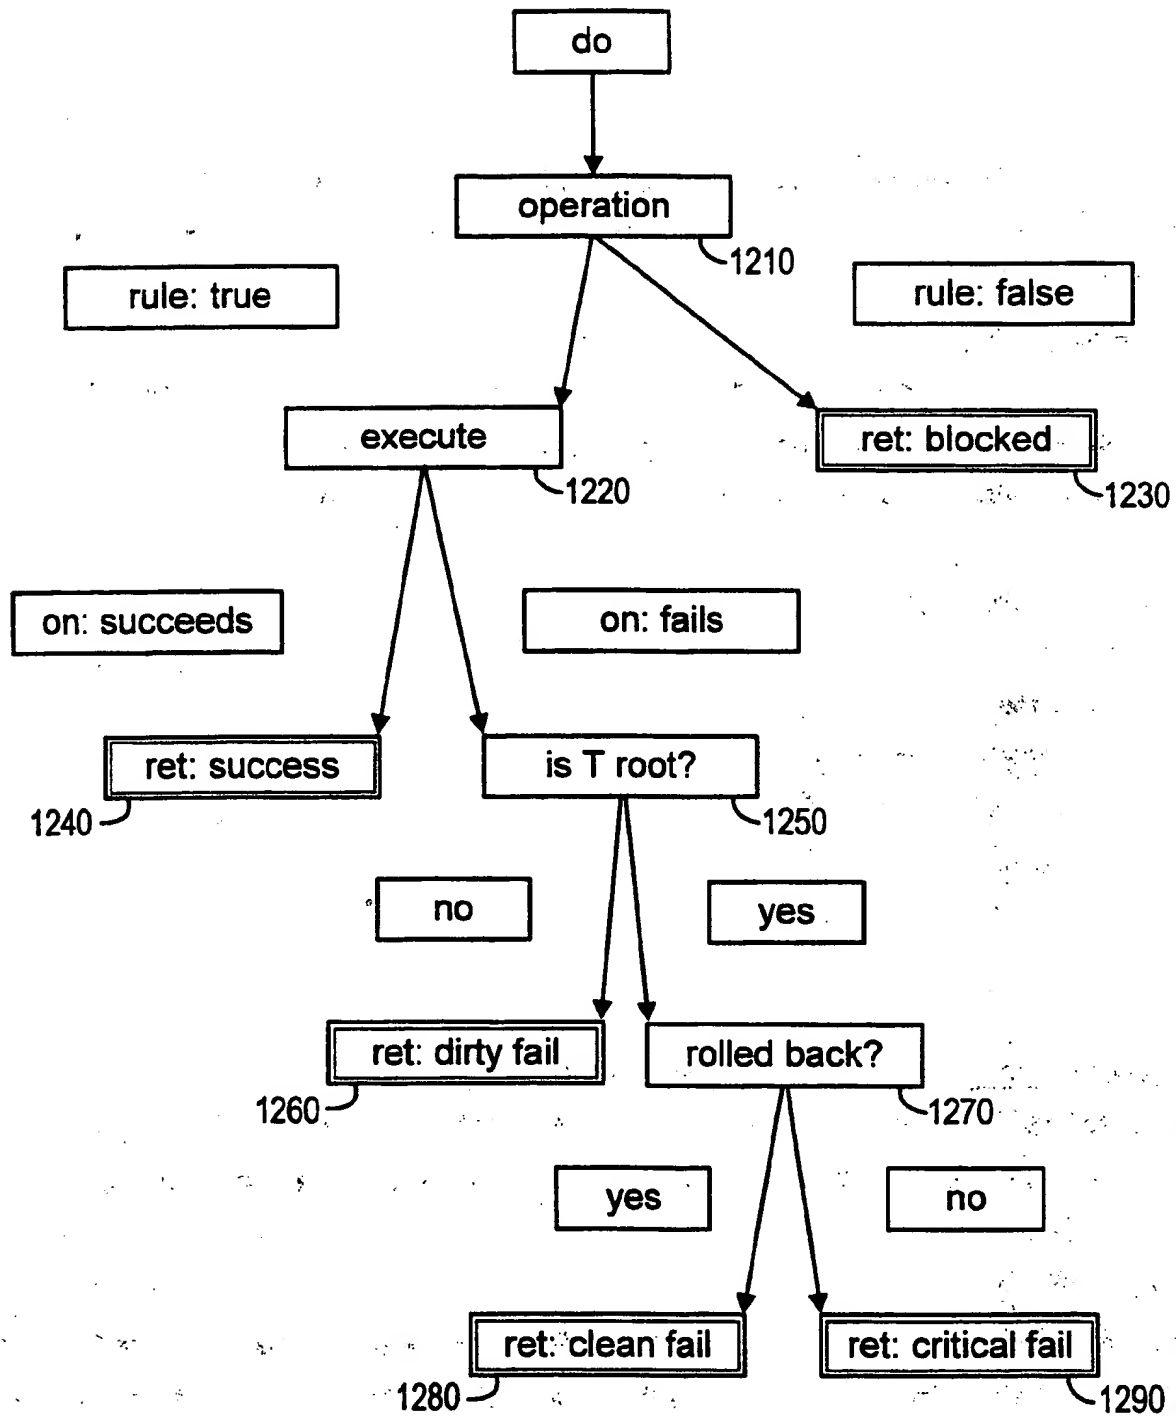 do
operation
1210
rule: true
rule: false
execute
1220
ret: blocked
1230
on: succeeds
on: fails
ret: success
1240
is T root?
1250
no
yes
ret: dirty fail
1260
rolled back?
1270
yes
no
ret: clean fail
1280
ret: critical fail
1290